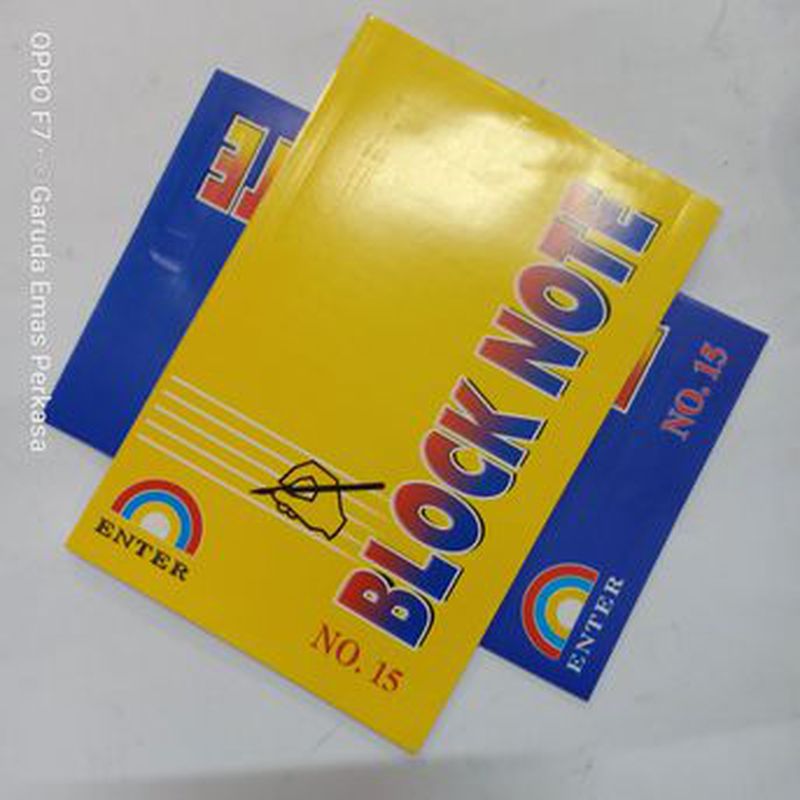 OPPO F7 · Garuda Emas Perkasa
BLOCK NOTE
ENTER
NO. 15
NO. 15
ENTER